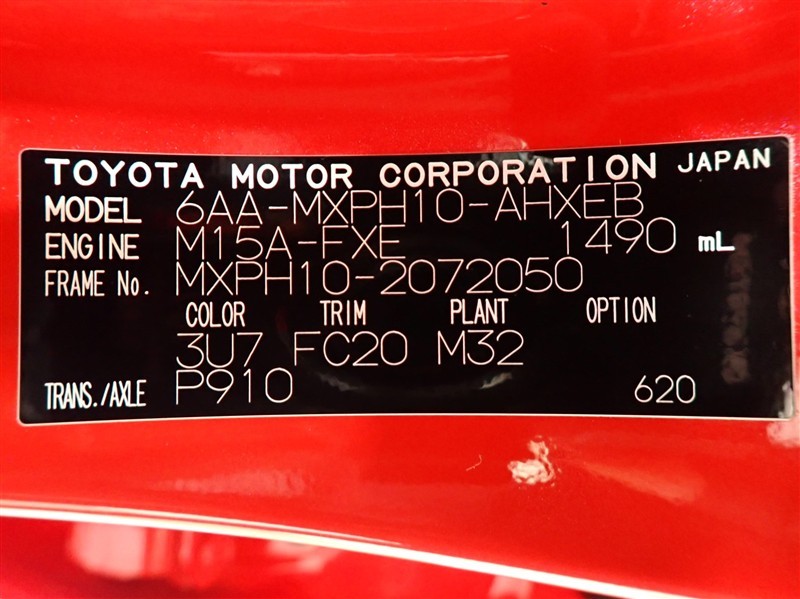 TOYOTA MOTOR CORPORATION JAPAN
MODEL 6AA-MXPH10-AHXEB
ENGINE M15A-FXE 1490 mL
FRAME No. MXPH10-2072050
COLOR TRIM PLANT OPTION
3U7 FC20 M32
TRANS./AXLE P910 620